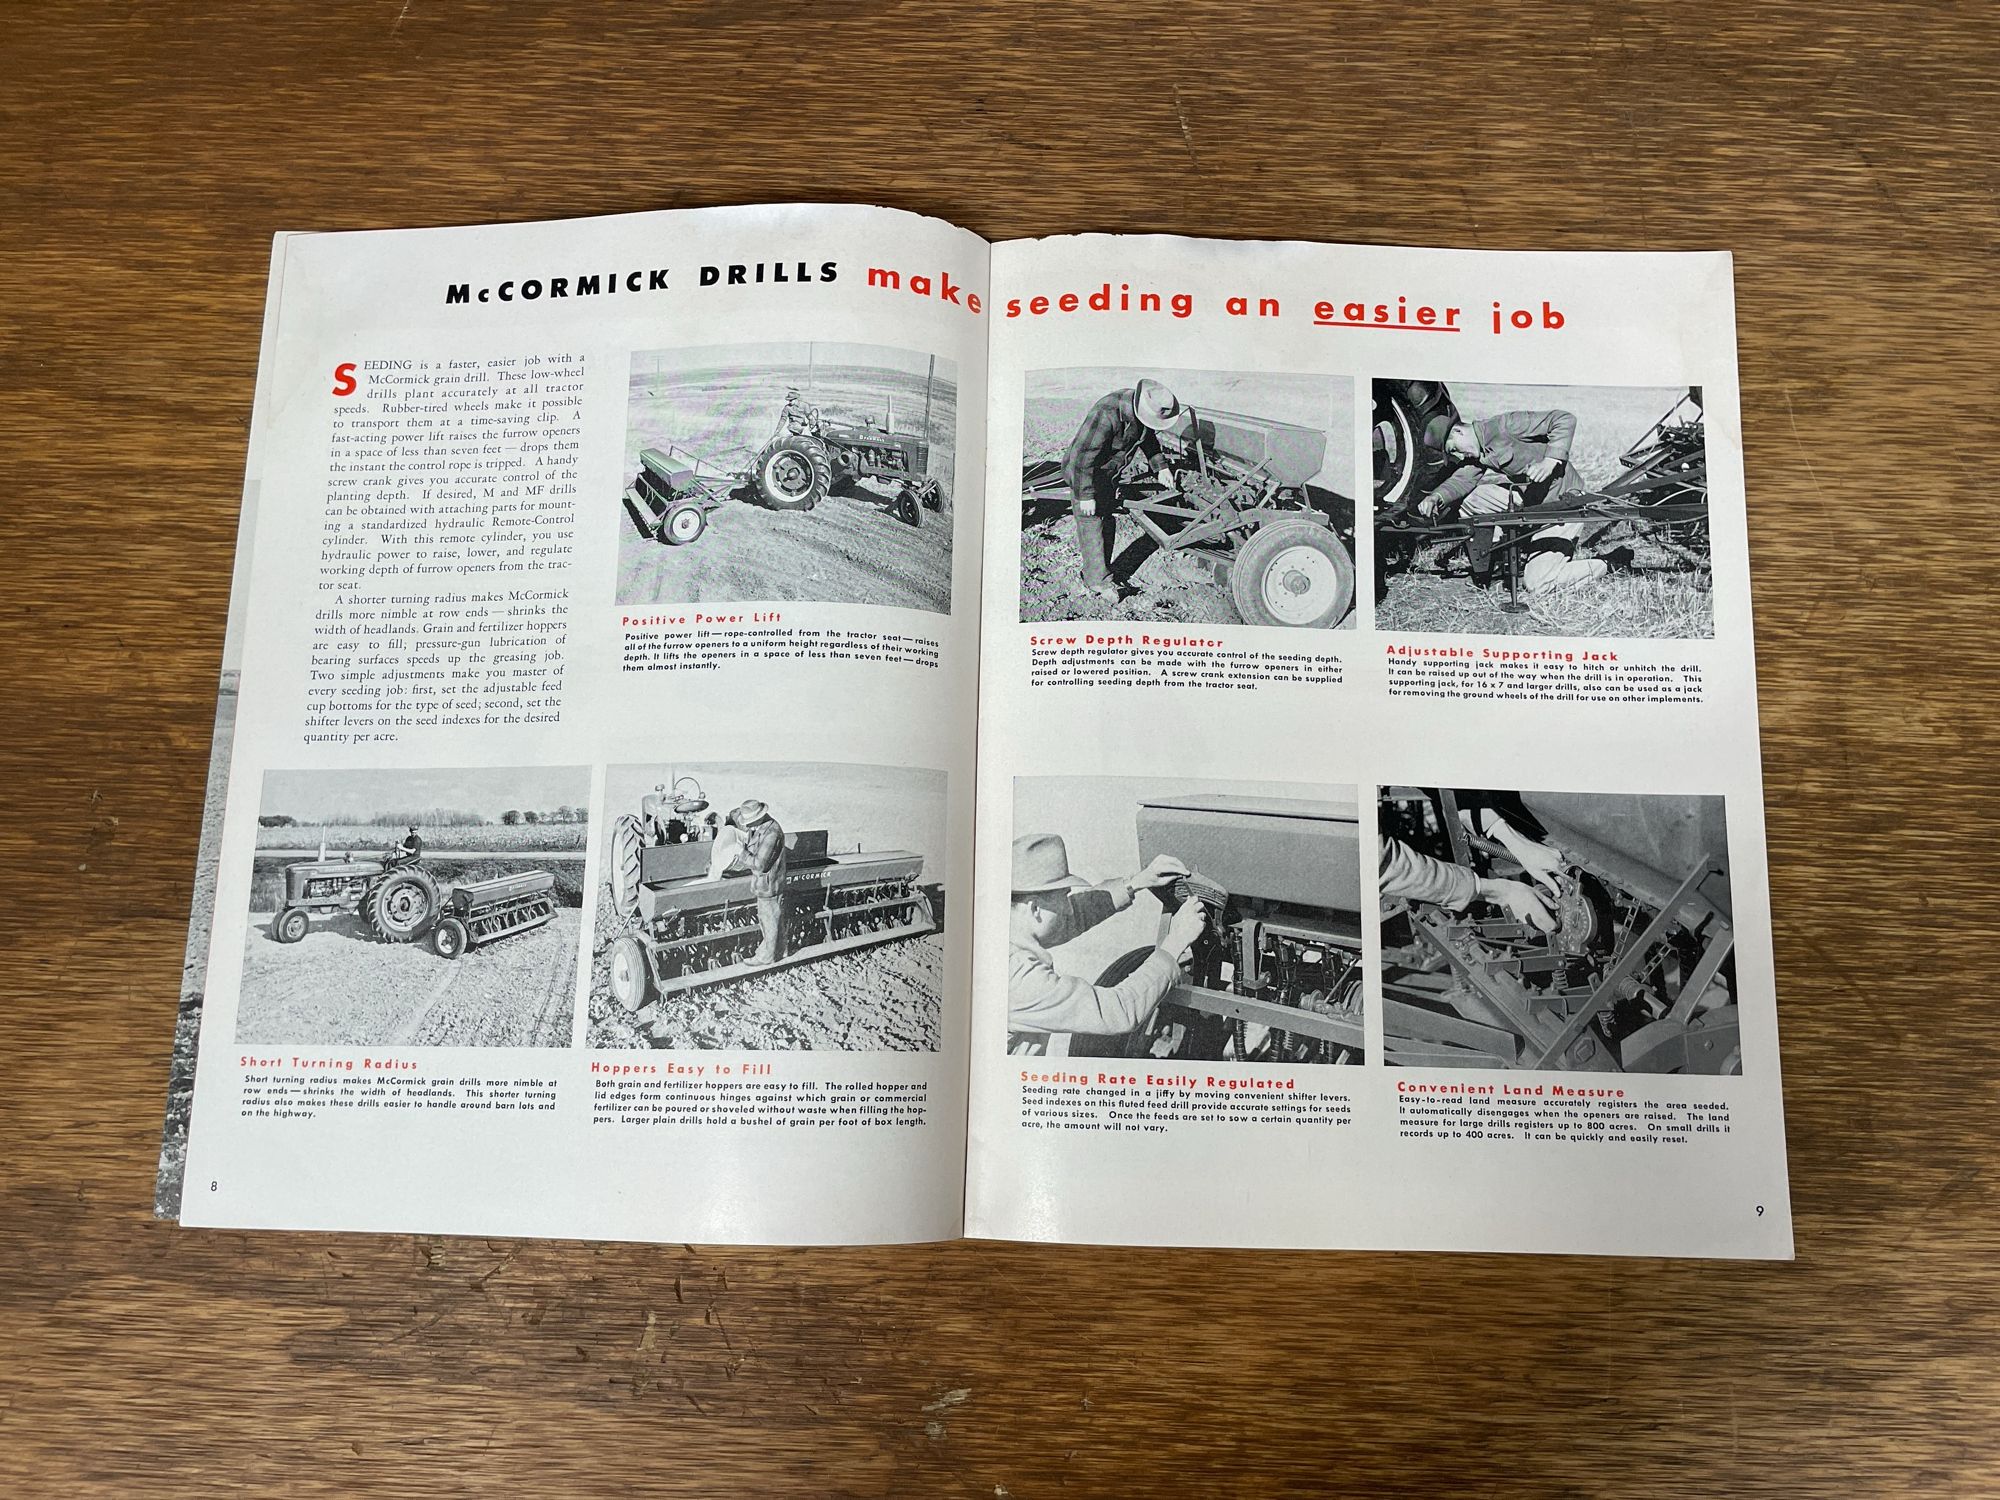 McCORMICK DRILLS make seeding an easier job
SEEDING is a faster, easier job with a
McCormick grain drill. These low-wheel
drills plant accurately at all tractor
speeds. Rubber-tired wheels make it possible
to transport them at a time-saving clip. A
fast-acting power lift raises the furrow openers
in a space of less than seven feet — drops them
the instant the control rope is tripped. A handy
screw crank gives you accurate control of the
planting depth. If desired, M and MF drills
can be obtained with attaching parts for mount-
ing a standardized hydraulic Remote-Control
cylinder. With this remote cylinder, you use
hydraulic power to raise, lower, and regulate
working depth of furrow openers from the trac-
tor seat.
A shorter turning radius makes McCormick
drills more nimble at row ends — shrinks the
width of headlands. Grain and fertilizer hoppers
are easy to fill; pressure-gun lubrication of
bearing surfaces speeds up the greasing job.
Two simple adjustments make you master of
every seeding job: first, set the adjustable feed
cup bottoms for the type of seed; second, set the
shifter levers on the seed indexes for the desired
quantity per acre.
Positive Power Lift
Positive power lift — rope-controlled from the tractor seat — raises
all of the furrow openers to a uniform height regardless of their working
depth. It lifts the openers in a space of less than seven feet — drops
them almost instantly.
Short Turning Radius
Short turning radius makes McCormick grain drills more nimble at
row ends — shrinks the width of headlands. This shorter turning
radius also makes these drills easier to handle around barn lots and
on the highway.
McCORMICK
Hoppers Easy to Fill
Both grain and fertilizer hoppers are easy to fill. The rolled hopper and
lid edges form continuous hinges against which grain or commercial
fertilizer can be poured or shoveled without waste when filling the hop-
pers. Larger plain drills hold a bushel of grain per foot of box length.
8
Screw Depth Regulator
Screw depth regulator gives you accurate control of the seeding depth.
Depth adjustments can be made with the furrow openers in either
raised or lowered position. A screw crank extension can be supplied
for controlling seeding depth from the tractor seat.
Adjustable Supporting Jack
Handy supporting jack makes it easy to hitch or unhitch the drill.
It can be raised up out of the way when the drill is in operation. This
supporting jack, for 16 x 7 and larger drills, also can be used as a jack
for removing the ground wheels of the drill for use on other implements.
Seeding Rate Easily Regulated
Seeding rate changed in a jiffy by moving convenient shifter levers.
Seed indexes on this fluted feed drill provide accurate settings for seeds
of various sizes. Once the feeds are set to sow a certain quantity per
acre, the amount will not vary.
Convenient Land Measure
Easy-to-read land measure accurately registers the area seeded.
It automatically disengages when the openers are raised. The land
measure for large drills registers up to 800 acres. On small drills it
records up to 400 acres. It can be quickly and easily reset.
9